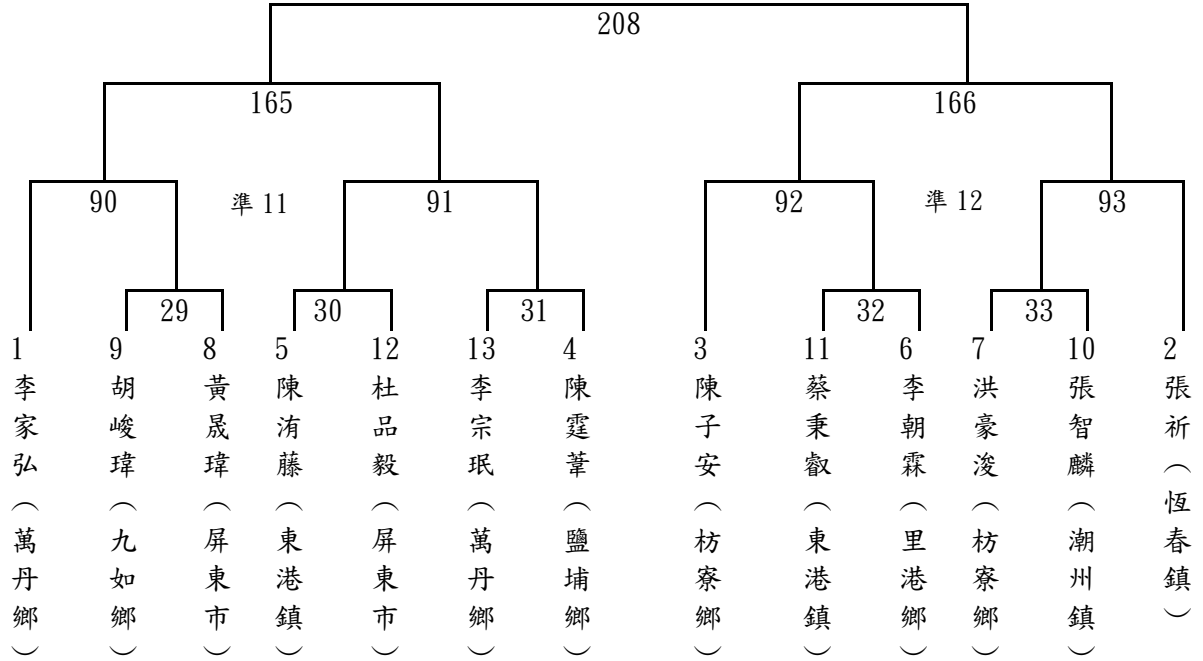 208
165
166
90
準 11
91
92
準 12
93
29
30
31
32
33
1
9
8
5
12
13
4
3
11
6
7
10
2
李家弘（萬丹鄉）
胡峻瑋（九如鄉）
黃晟瑋（屏東市）
陳洧藤（東港鎮）
杜品毅（屏東市）
李宗珉（萬丹鄉）
陳霆葦（鹽埔鄉）
陳子安（枋寮鄉）
蔡秉叡（東港鎮）
李朝霖（里港鄉）
洪豪浚（枋寮鄉）
張智麟（潮州鎮）
張祈（恆春鎮）